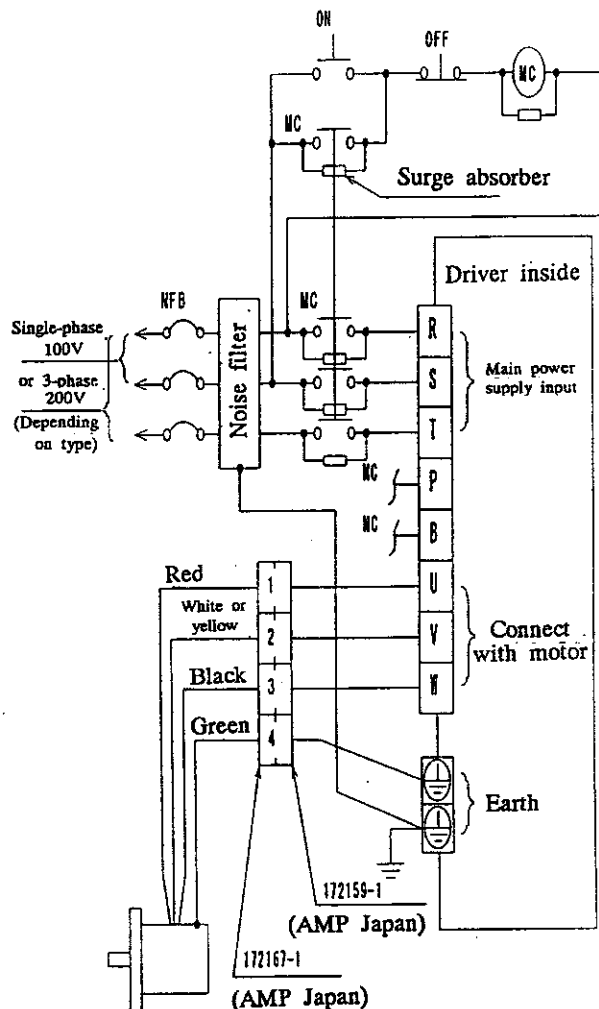 ON
OFF
MC
MC
Surge absorber
Driver inside
NFB
MC
Single-phase
100V
or 3-phase
200V
(Depending
on type)
Noise filter
R
S
T
P
B
U
V
W
Main power
supply input
MC
MC
Red
White or
yellow
Black
Green
1
2
3
4
Connect
with motor
Earth
172159-1
(AMP Japan)
172167-1
(AMP Japan)